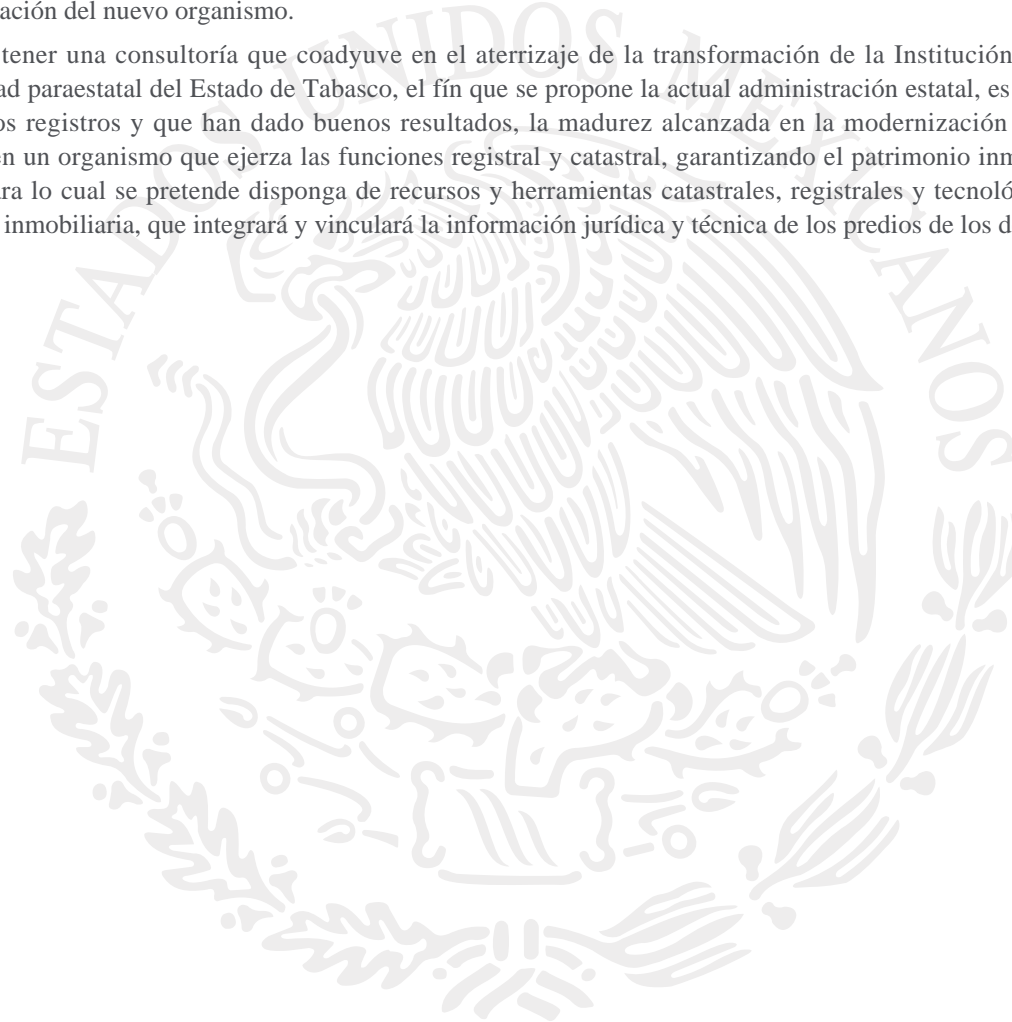 ación del nuevo organismo.
tener una consultoría que coadyuve en el aterrizaje de la transformación de la Institución
ad paraestatal del Estado de Tabasco, el fín que se propone la actual administración estatal, es
os registros y que han dado buenos resultados, la madurez alcanzada en la modernización
en un organismo que ejerza las funciones registral y catastral, garantizando el patrimonio inm
ara lo cual se pretende disponga de recursos y herramientas catastrales, registrales y tecnoló
inmobiliaria, que integrará y vinculará la información jurídica y técnica de los predios de los d
ESTADOS UNIDOS MEXICANOS